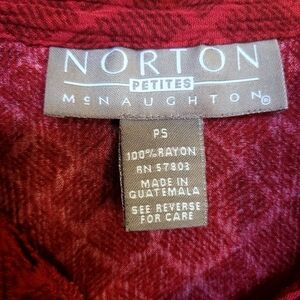 NORTON
PETITES
McNAUGHTON®
PS
100% RAYON
RN 57803
MADE IN
GUATEMALA
SEE REVERSE
FOR CARE